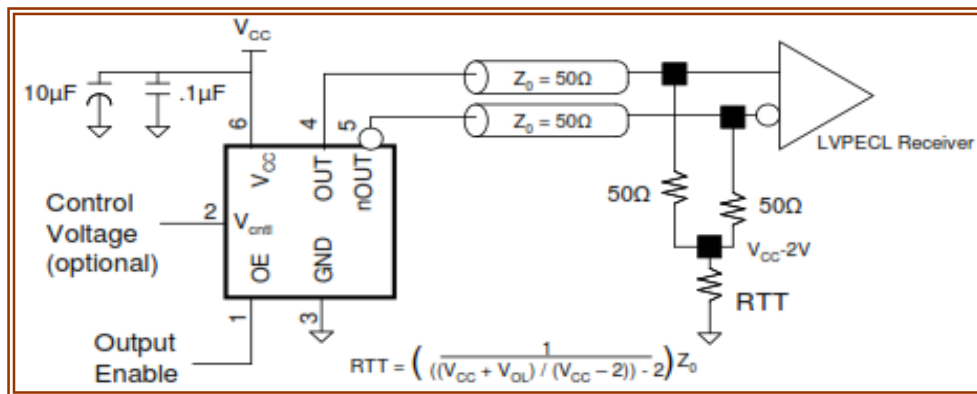 VCC
10µF
.1µF
6
4
5
VCC
OUT
nOUT
Z0 = 50Ω
Z0 = 50Ω
LVPECL Receiver
50Ω
50Ω
VCC-2V
RTT
Control
Voltage
(optional)
2
Vcntl
OE
GND
1
3
Output
Enable
RTT = ( 1 / ((VCC + VOL) / (VCC – 2)) - 2 ) Z0